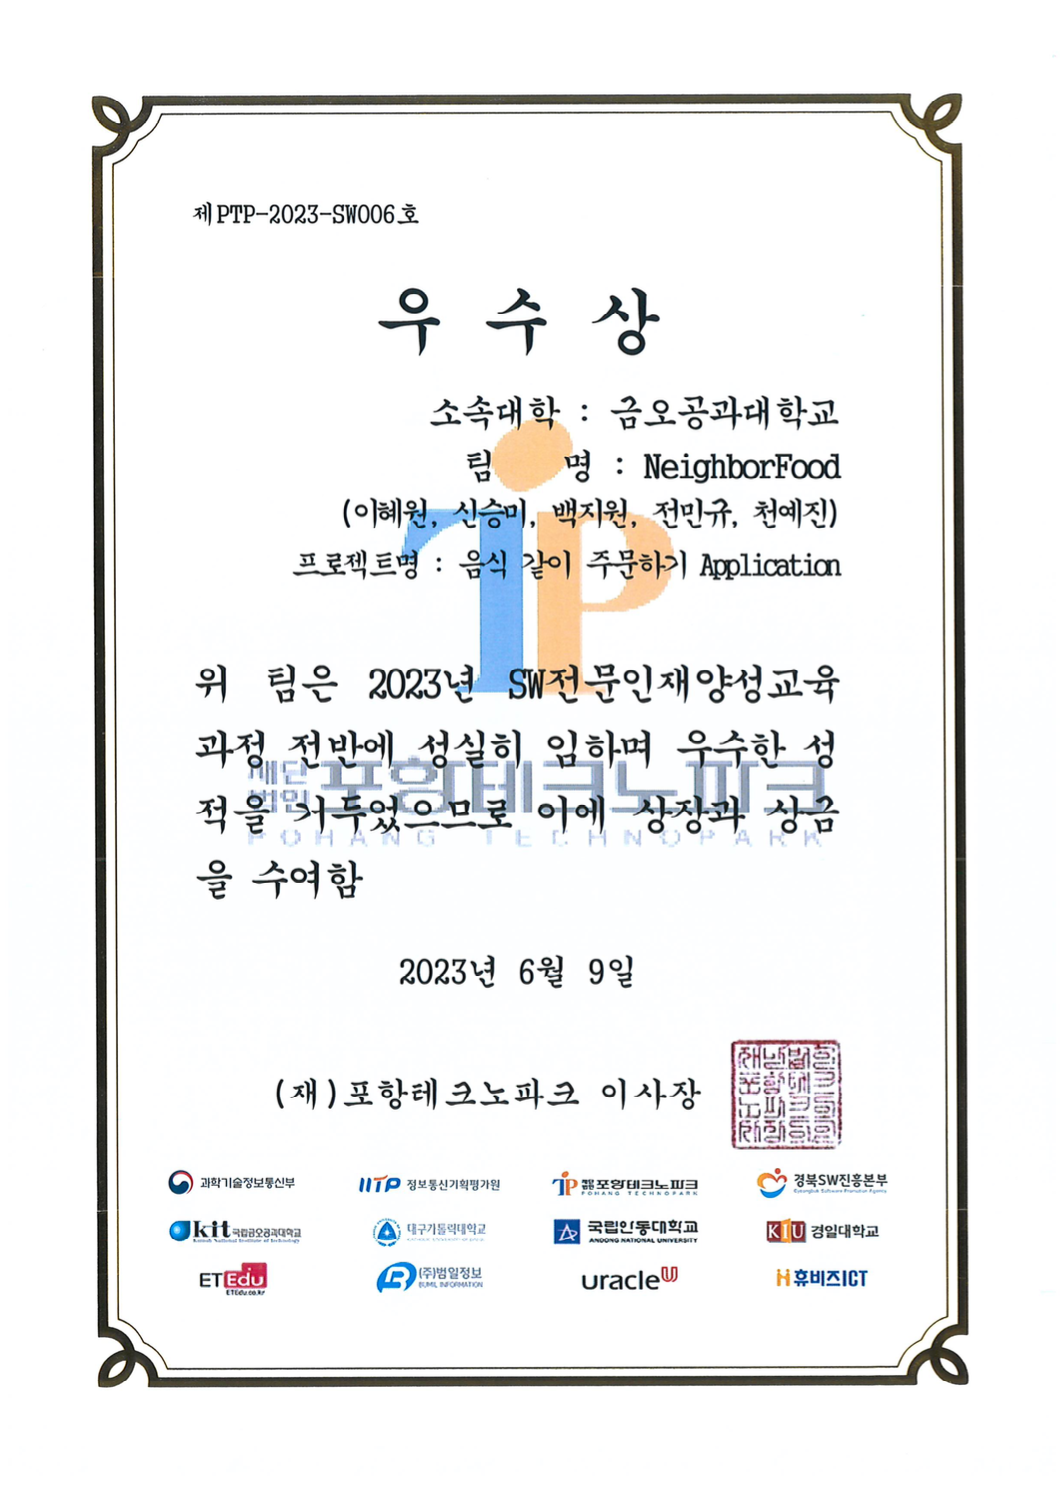 제PTP-2023-SW006호
우 수 상
소속대학 : 금오공과대학교
팀 명 : NeighborFood
(이혜원, 신승미, 백지원, 전민규, 천예진)
프로젝트명 : 음식 같이 주문하기 Application
위 팀은 2023년 SW전문인재양성교육
과정 전반에 성실히 임하며 우수한 성
적을 거두었으므로 이에 상장과 상금
을 수여함
재단법인 포항테크노파크
POHANG TECHNOPARK
2023년 6월 9일
(재)포항테크노파크 이사장
과학기술정보통신부 IITP 정보통신기획평가원 재단법인 포항테크노파크 POHANG TECHNOPARK 경북SW진흥본부
kit 국립금오공과대학교 대구가톨릭대학교 국립안동대학교 ANDONG NATIONAL UNIVERSITY KIU 경일대학교
ETEdu ETEdu.co.kr (주)범일정보 BUMIL INFORMATION uracleU 휴비즈ICT